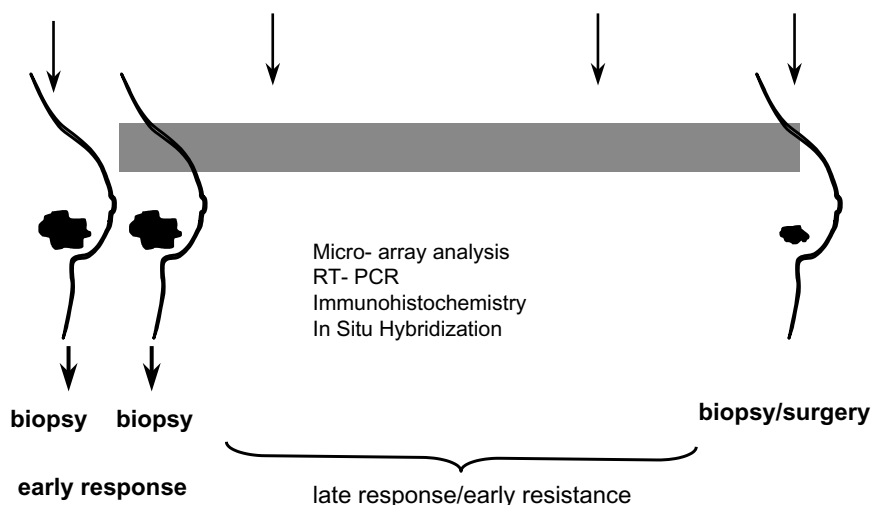 Micro- array analysis
RT- PCR
Immunohistochemistry
In Situ Hybridization
biopsy biopsy
biopsy/surgery
early response
late response/early resistance